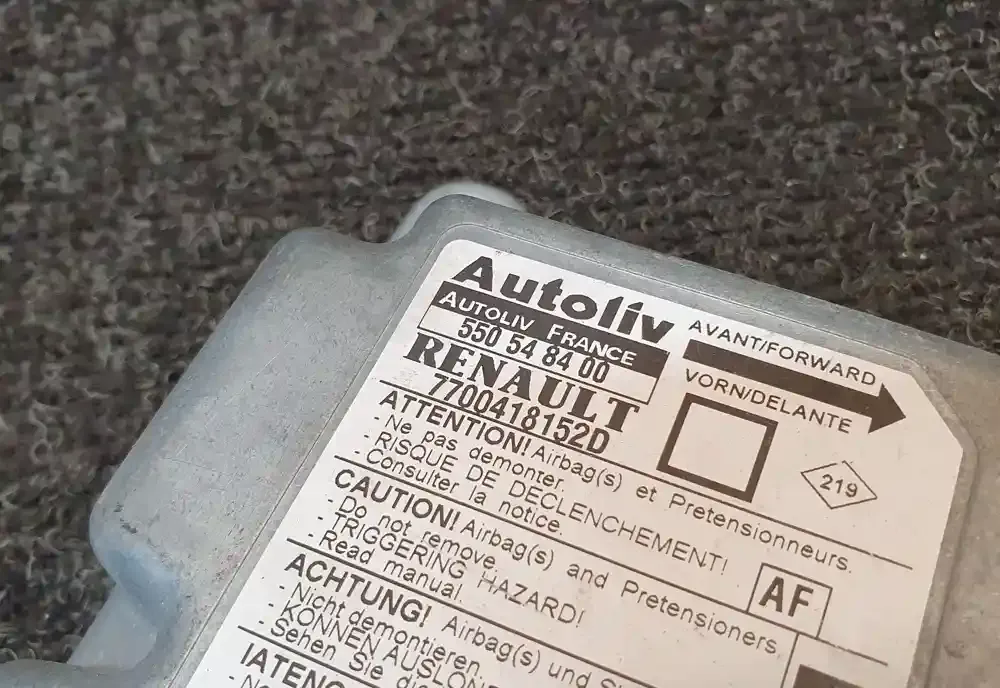 Autoliv
AUTOLIV FRANCE
550 54 84 00
RENAULT
7700418152D
AVANT/FORWARD
VORN/DELANTE
219
ATTENTION! Airbag(s) et Pretensionneurs.
- Ne pas demonter.
- RISQUE DE DECLENCHEMENT!
- Consulter la notice.
CAUTION! Airbag(s) and Pretensioners.
- Do not remove.
- TRIGGERING HAZARD!
- Read manual.
AF
ACHTUNG! Airbag(s) und
- Nicht demontieren.
- KÖNNEN
- Sehen Sie